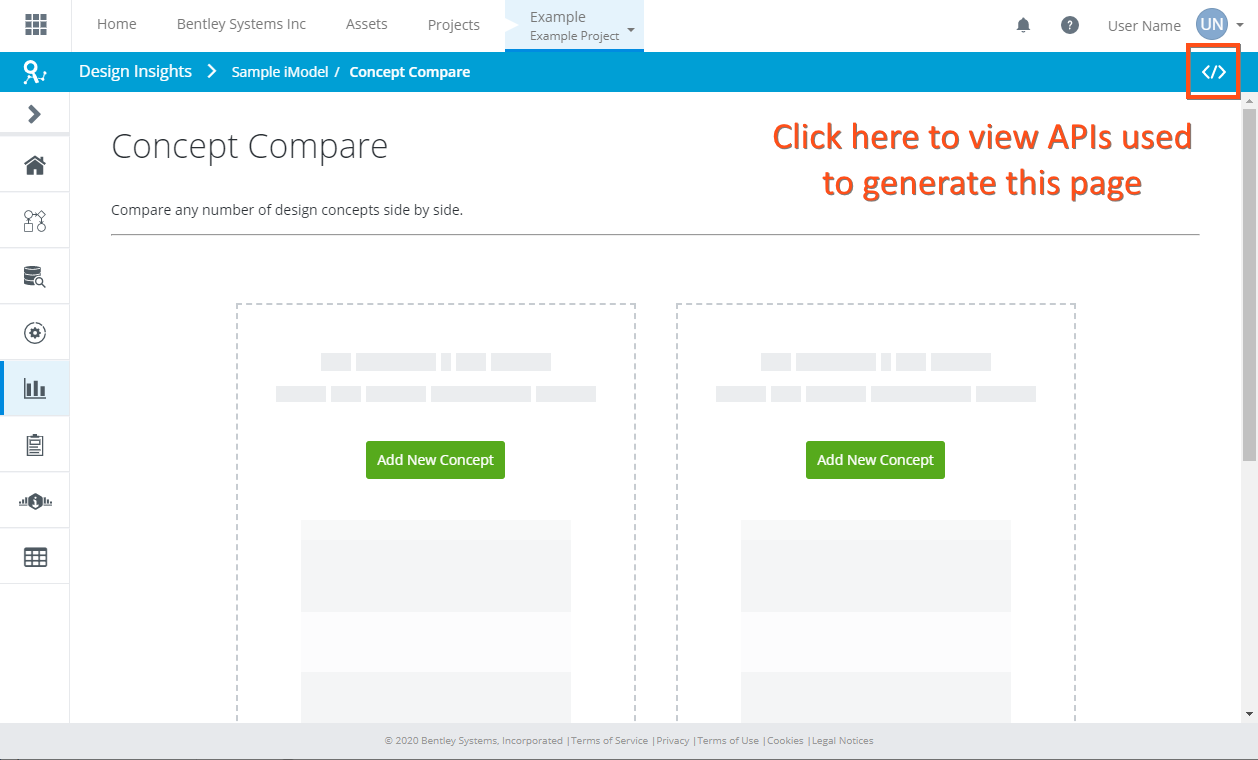 Home
Bentley Systems Inc
Assets
Projects
Example
Example Project
?
User Name
UN
Design Insights
Sample iModel / Concept Compare
</>
Concept Compare
Click here to view APIs used
to generate this page
Compare any number of design concepts side by side.
Add New Concept
Add New Concept
© 2020 Bentley Systems, Incorporated |Terms of Service |Privacy |Terms of Use |Cookies |Legal Notices